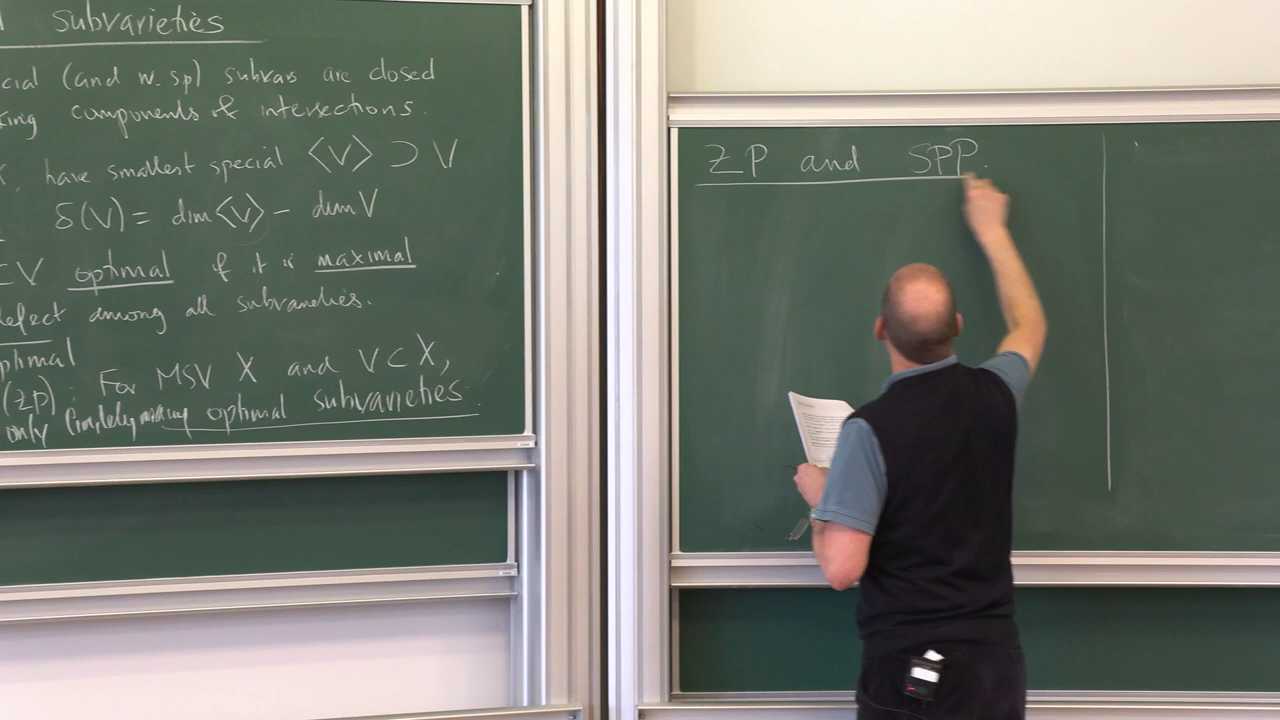 subvarieties
cial (and w. sp) subvars are closed
king components of intersections.
X, have smallest special ⟨V⟩ ⊃ V
δ(V) = dim⟨V⟩ - dim V
⊂ V optimal if it is maximal
defect among all subvarieties.
ptimal
(ZP): For MSV X and V ⊂ X,
only finitely many optimal subvarieties.
ZP and SPP.